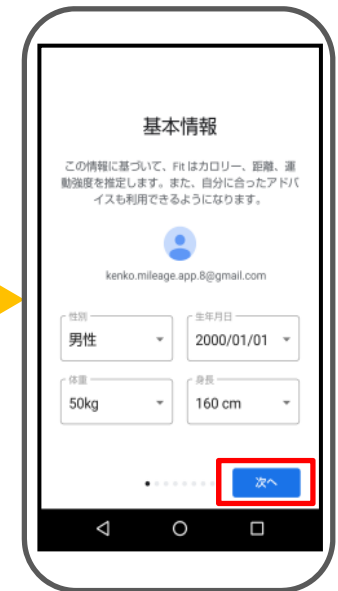 基本情報
この情報に基づいて、Fit はカロリー、距離、運
動強度を推定します。また、自分に合ったアドバ
イスも利用できるようになります。
kenko.mileage.app.8@gmail.com
性別
男性
生年月日
2000/01/01
体重
50kg
身長
160 cm
次へ